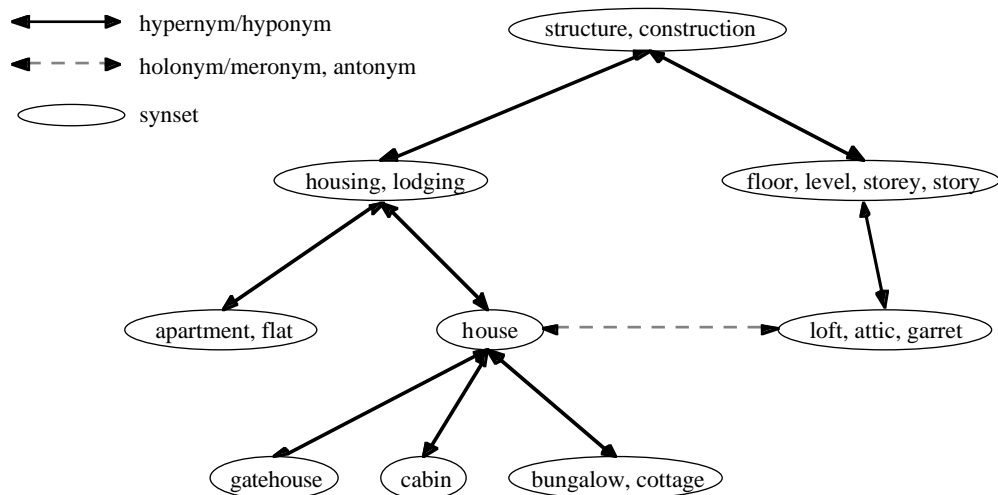 hypernym/hyponym
holonym/meronym, antonym
synset
structure, construction
housing, lodging
floor, level, storey, story
apartment, flat
house
loft, attic, garret
gatehouse
cabin
bungalow, cottage